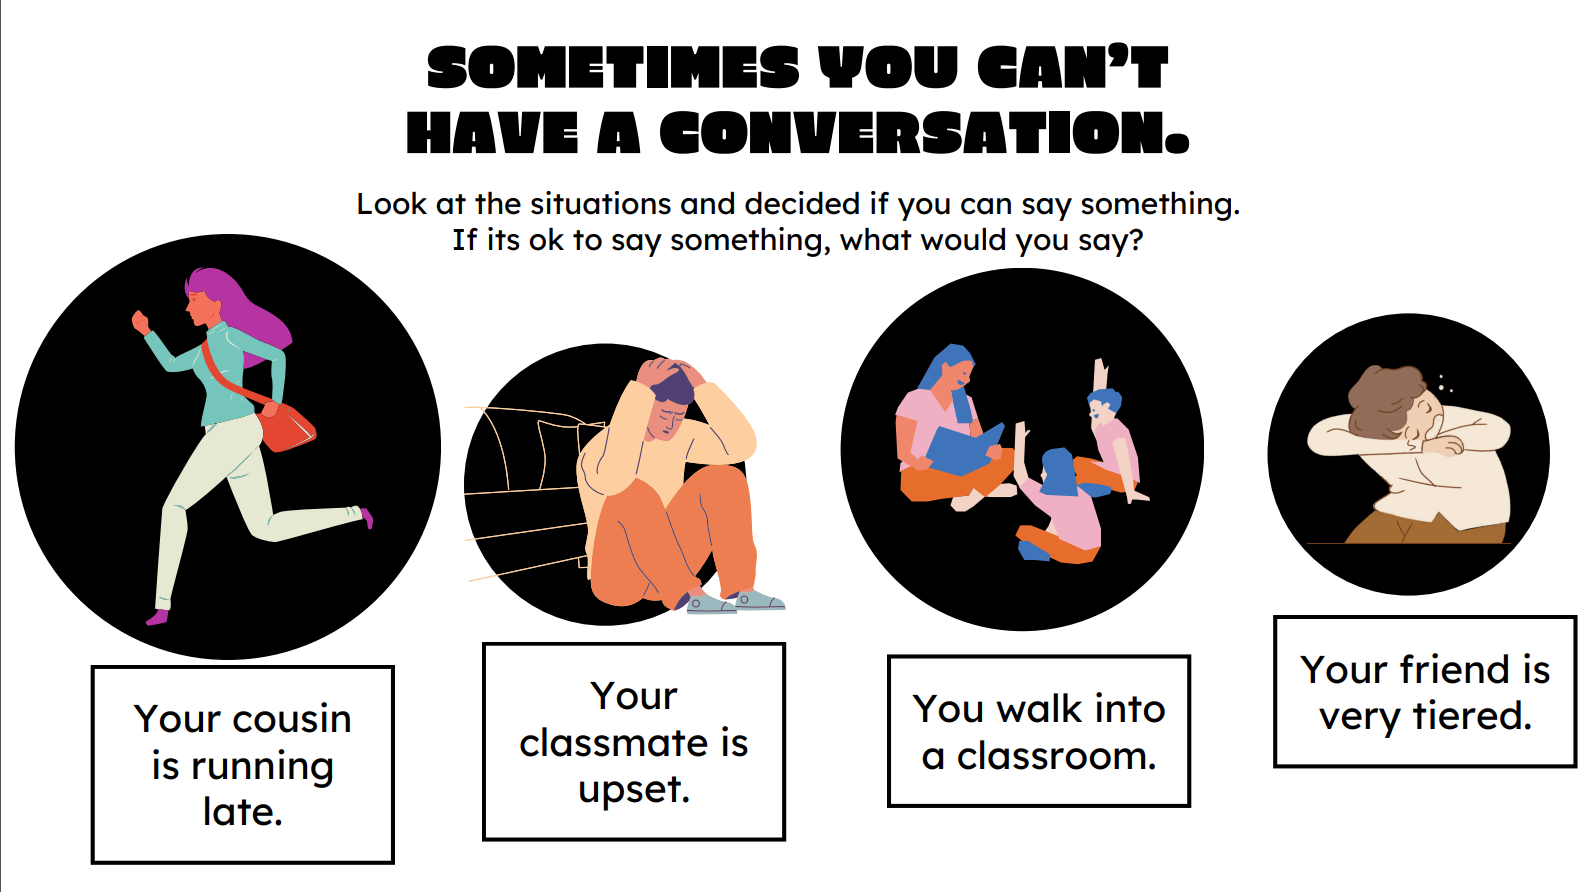 SOMETIMES YOU CAN'T
HAVE A CONVERSATION.
Look at the situations and decided if you can say something.
If its ok to say something, what would you say?
Your cousin
is running
late.
Your
classmate is
upset.
You walk into
a classroom.
Your friend is
very tiered.